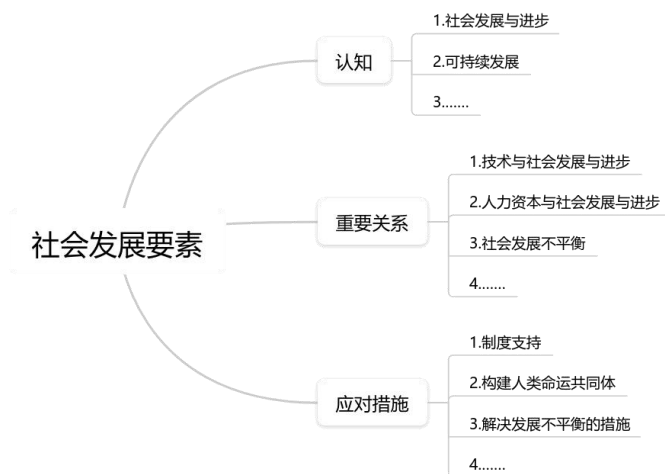 社会发展要素
认知
1.社会发展与进步
2.可持续发展
3.......
重要关系
1.技术与社会发展与进步
2.人力资本与社会发展与进步
3.社会发展不平衡
4.......
应对措施
1.制度支持
2.构建人类命运共同体
3.解决发展不平衡的措施
4.......